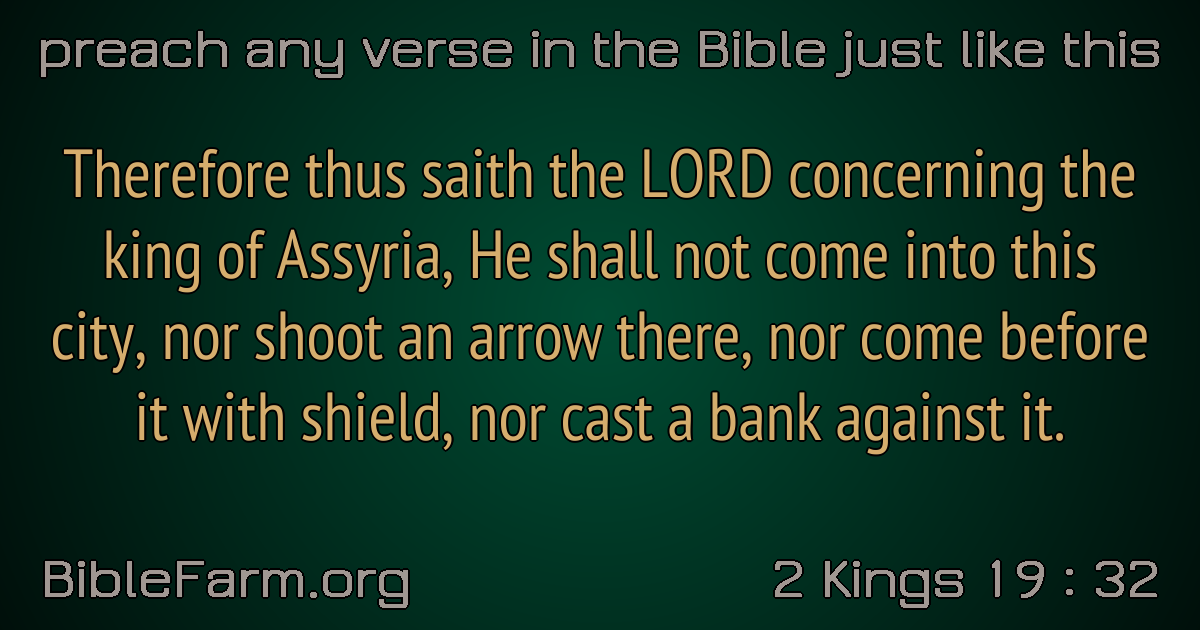 preach any verse in the Bible just like this
Therefore thus saith the LORD concerning the
king of Assyria, He shall not come into this
city, nor shoot an arrow there, nor come before
it with shield, nor cast a bank against it.
BibleFarm.org
2 Kings 19 : 32